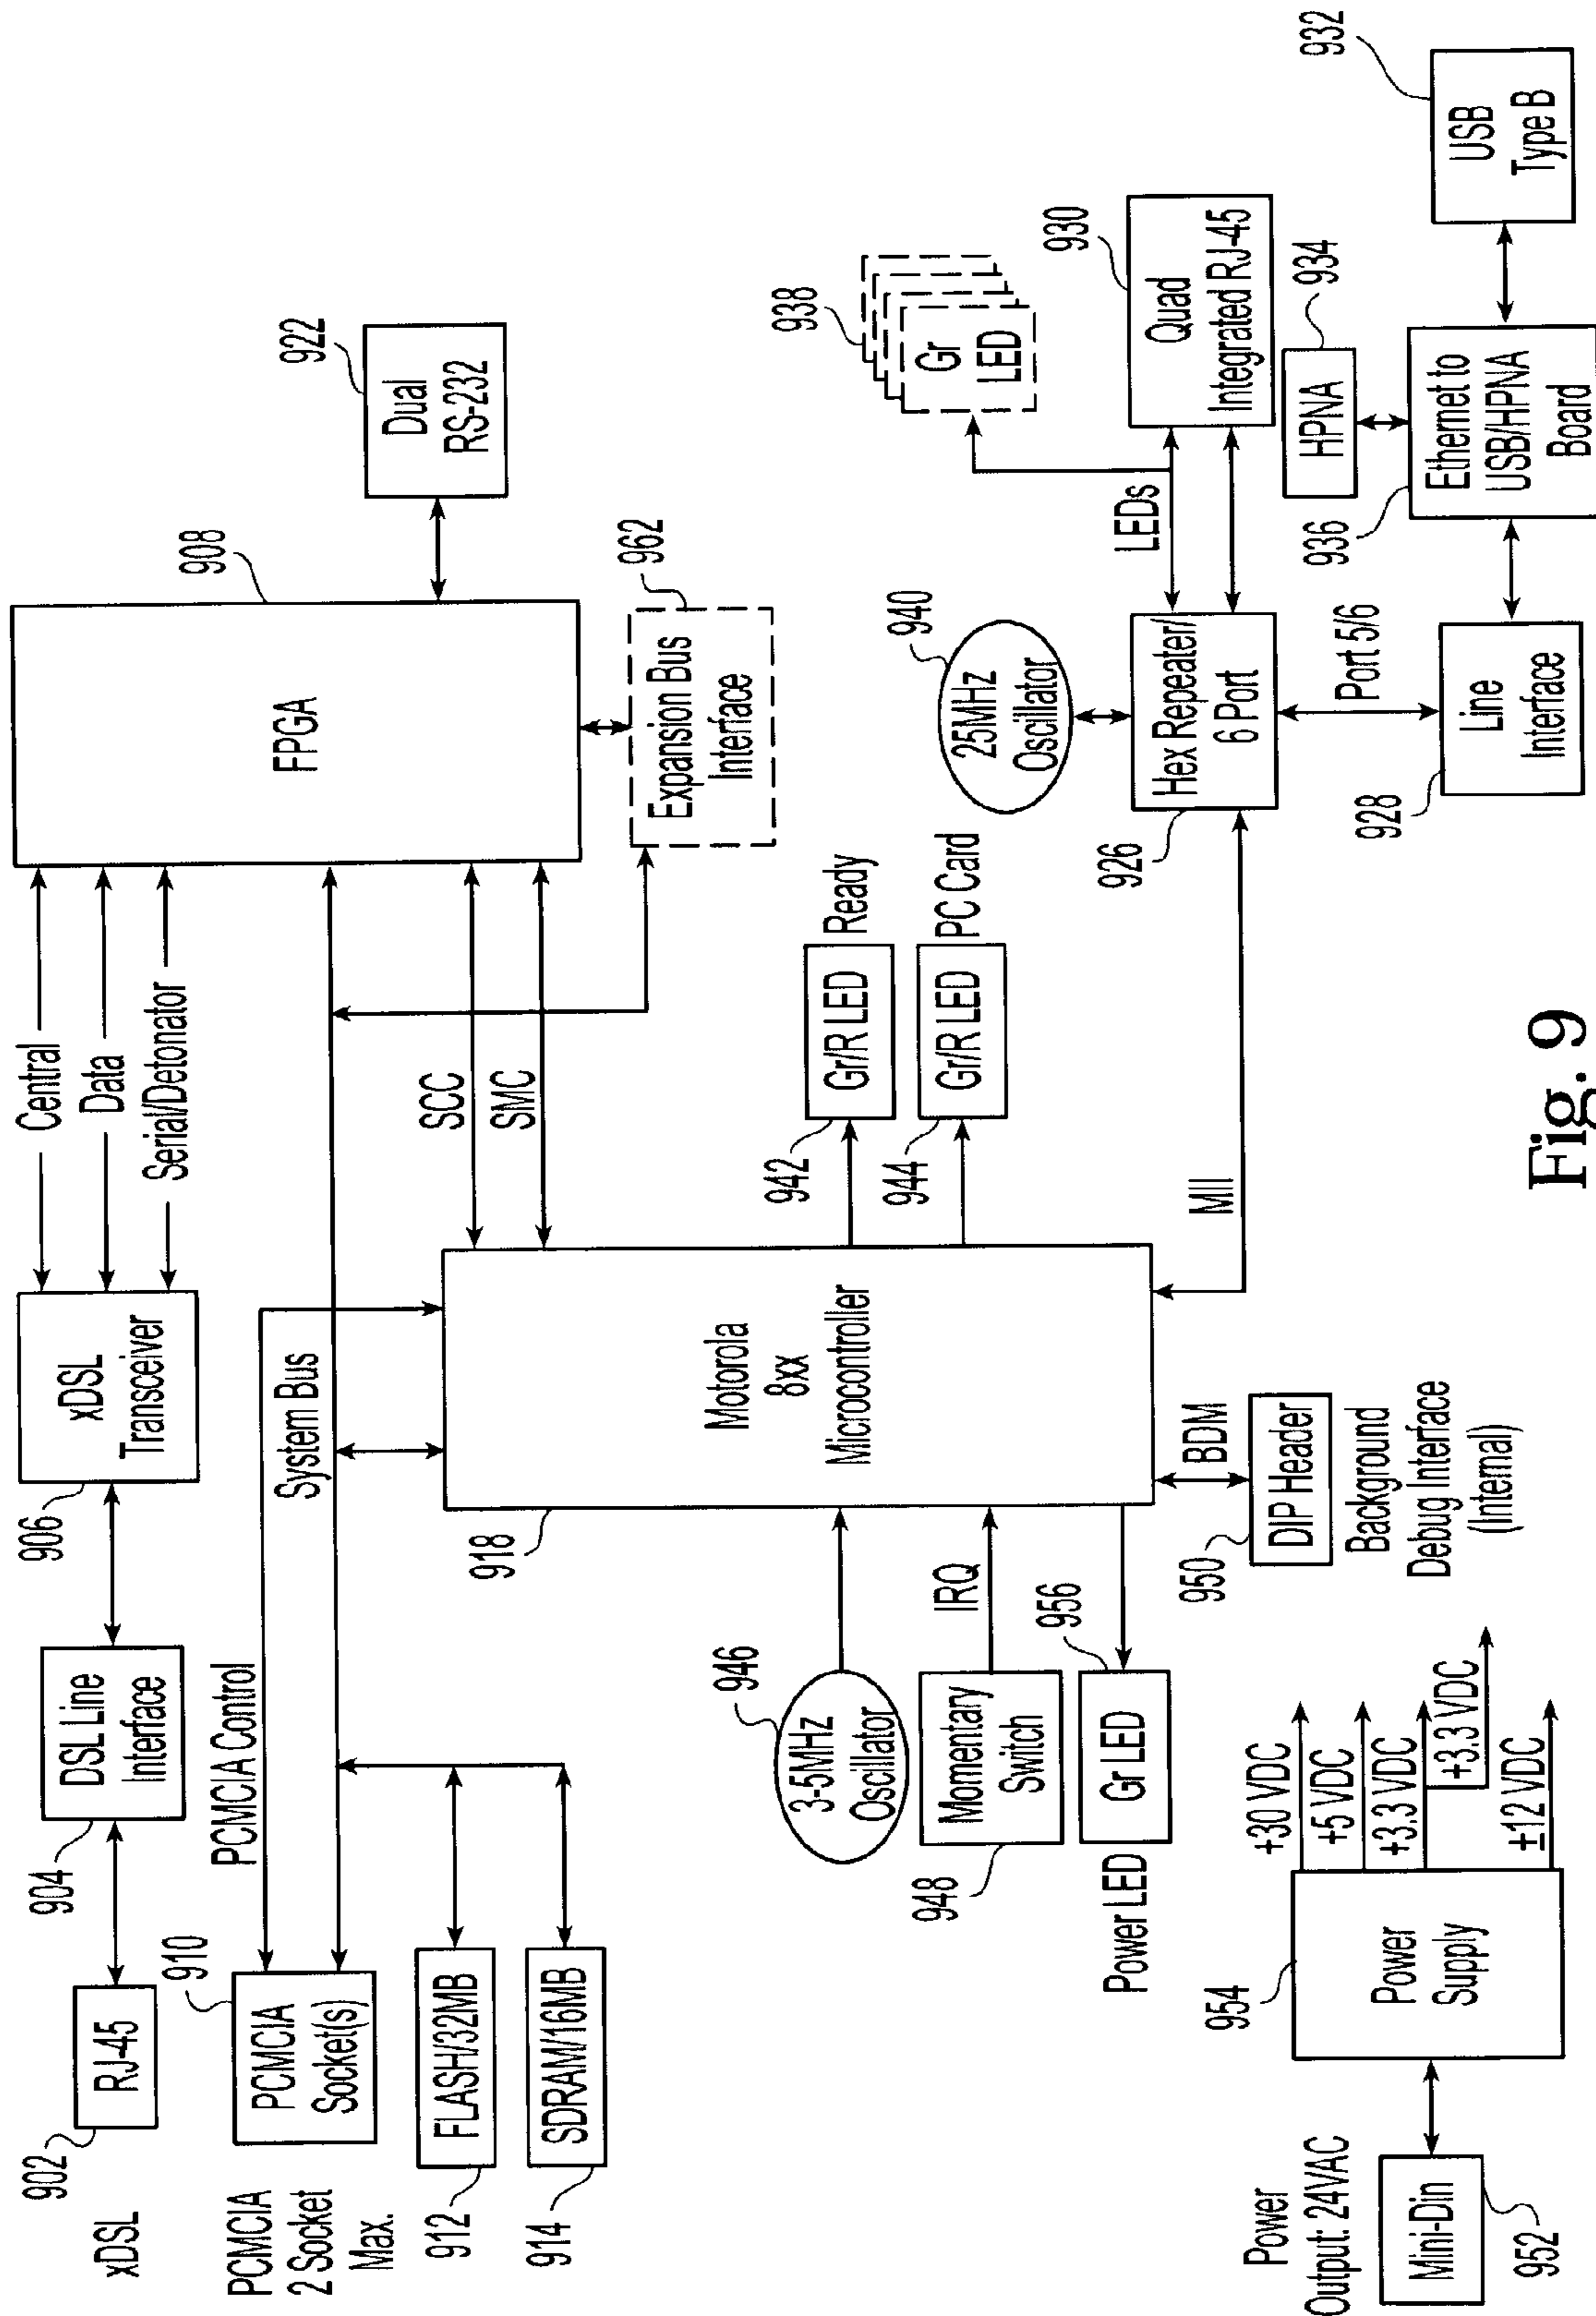 xDSL
902
RJ-45
904
DSL Line
Interface
906
xDSL
Transceiver
Central
Data
Serial/Detonator
908
FPGA
922
Dual
RS-232
962
Expansion Bus
Interface
PCMCIA
2 Socket
Max.
910
PCMCIA
Socket(s)
PCMCIA Control
System Bus
912
FLASH/32MB
914
SDRAM/16MB
SCC
SMC
918
Motorola
8xx
Microcontroller
942
Gr/R LED
Ready
944
Gr/R LED
PC Card
946
3-5MHz
Oscillator
948
Momentary
Switch
IRQ
956
Gr LED
Power LED
950
BDM
DIP Header
Background
Debug Interface
(Internal)
MII
940
25MHz
Oscillator
926
Hex Repeater/
6 Port
LEDs
938
Gr
LED
930
Quad
Integrated RJ-45
Port 5/6
928
Line
Interface
934
HPNA
936
Ethernet to
USB/HPNA
Board
932
USB
Type B
Power
Output: 24VAC
Mini-Din
952
954
Power
Supply
+30 VDC
+5 VDC
+3.3 VDC
+3.3 VDC
±12 VDC
Fig. 9